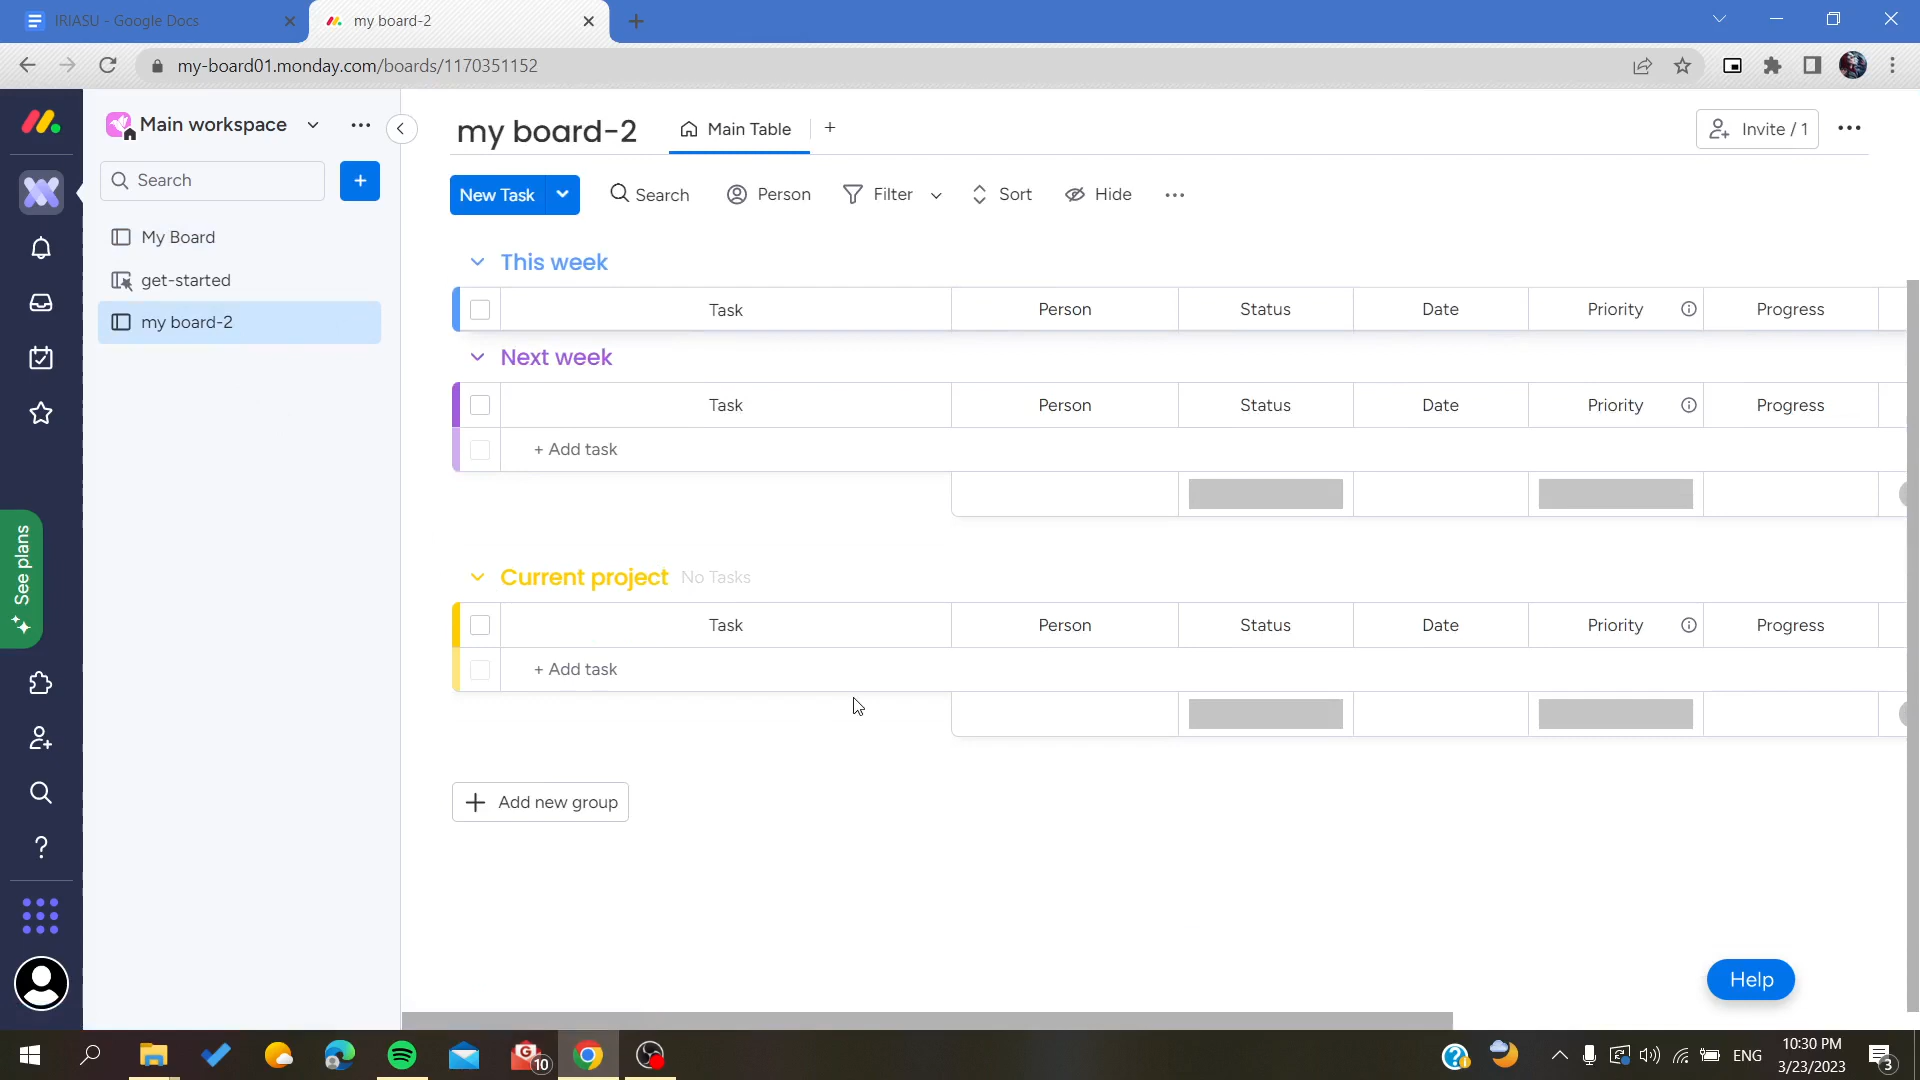 IRIASU - Google Docs
my board-2
my-board01.monday.com/boards/1170351152
Main workspace
Search
My Board
get-started
my board-2
See plans
my board-2
Main Table
Invite / 1
New Task
Search
Person
Filter
Sort
Hide
This week
Task Person Status Date Priority Progress
Next week
Task Person Status Date Priority Progress
+ Add task
Current project No Tasks
Task Person Status Date Priority Progress
+ Add task
+ Add new group
Help
10
ENG
10:30 PM
3/23/2023
3